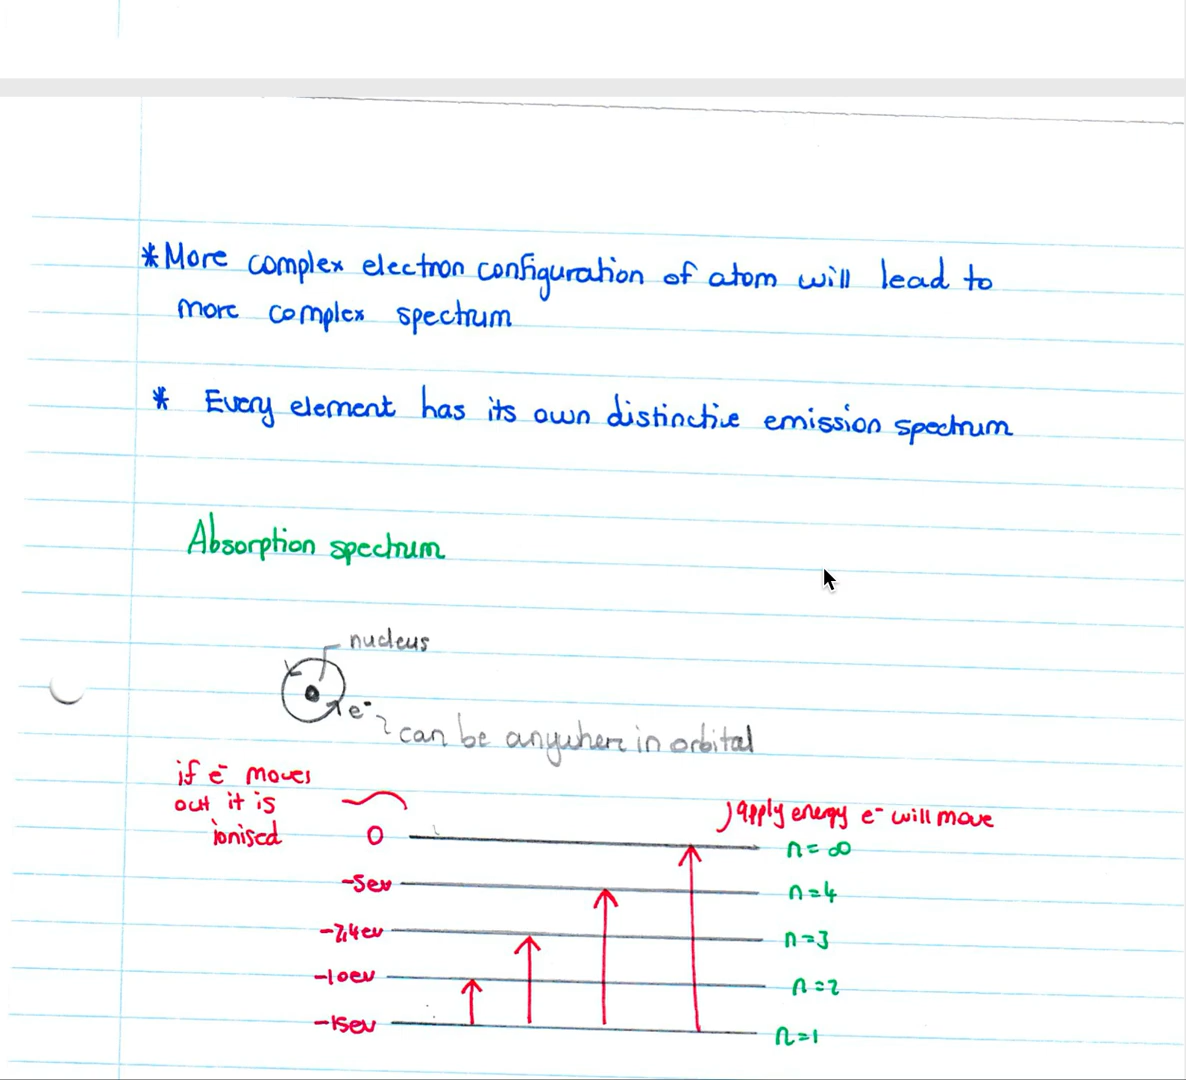 *More complex electron configuration of atom will lead to
more complex spectrum
* Every element has its own distinctive emission spectrum
Absorption spectrum
nucleus
e⁻
can be anywhere in orbital
if e⁻ moves
out it is
ionised
apply energy e⁻ will move
0
n=∞
-5ev
n=4
-7,4ev
n=3
-10ev
n=2
-15ev
n=1